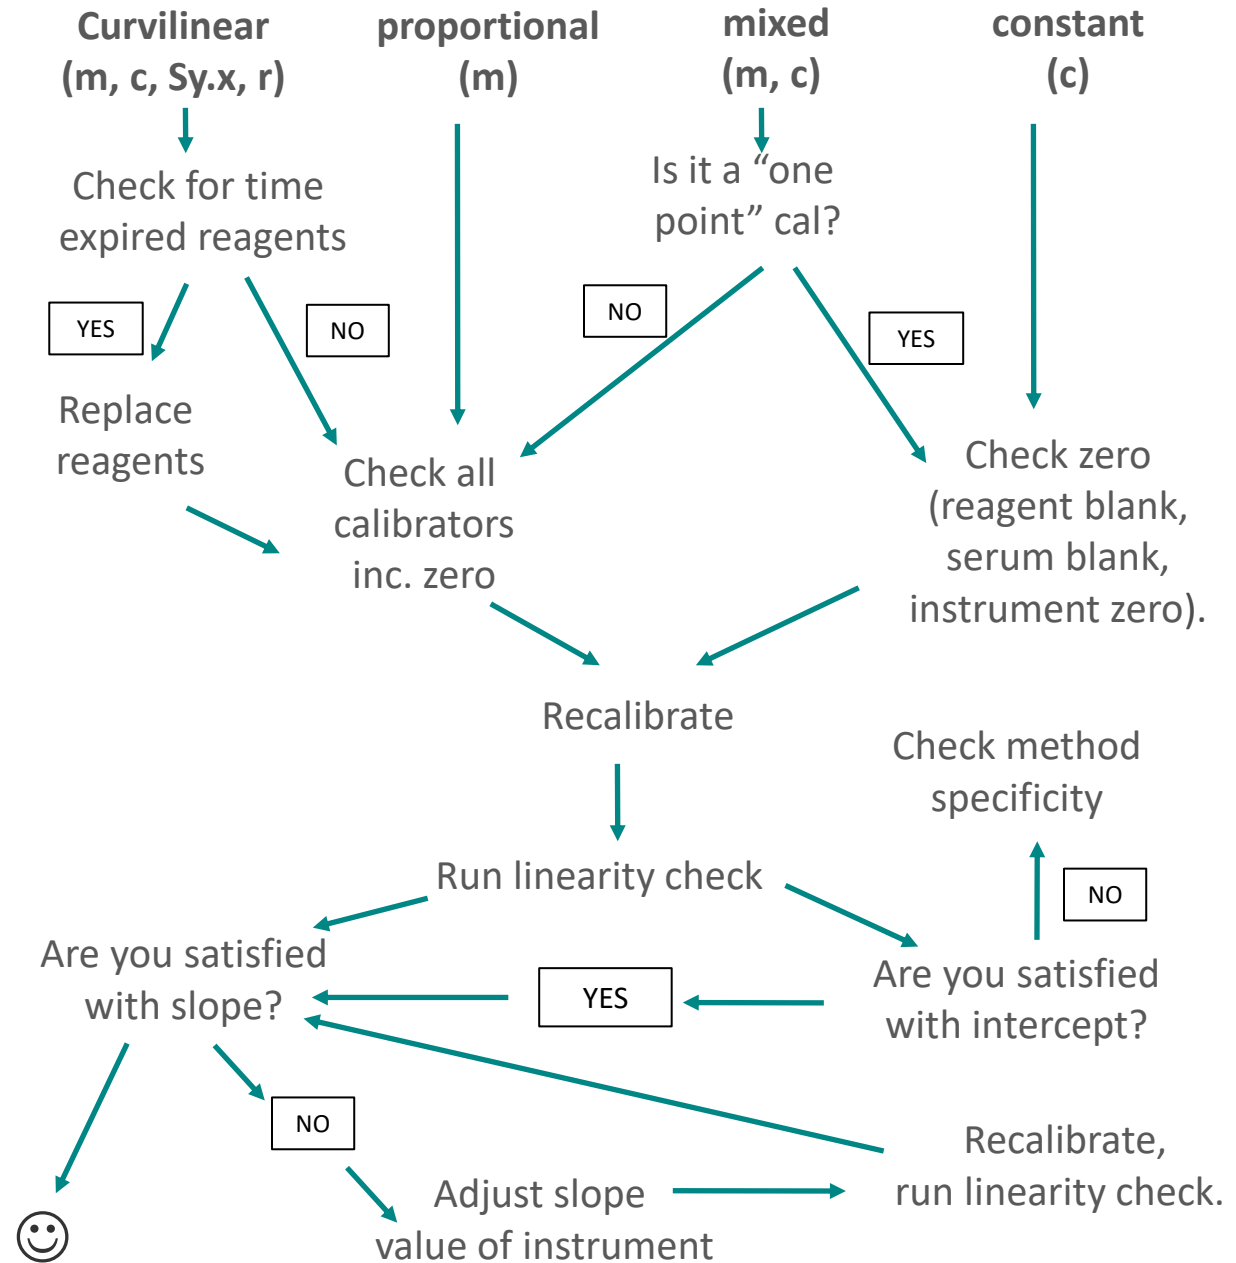 Curvilinear
(m, c, Sy.x, r)
proportional
(m)
mixed
(m, c)
constant
(c)
Check for time
expired reagents
Is it a “one
point” cal?
YES
NO
NO
YES
Replace
reagents
Check all
calibrators
inc. zero
Check zero
(reagent blank,
serum blank,
instrument zero).
Recalibrate
Check method
specificity
Run linearity check
NO
Are you satisfied
with slope?
YES
Are you satisfied
with intercept?
NO
Adjust slope
value of instrument
Recalibrate,
run linearity check.